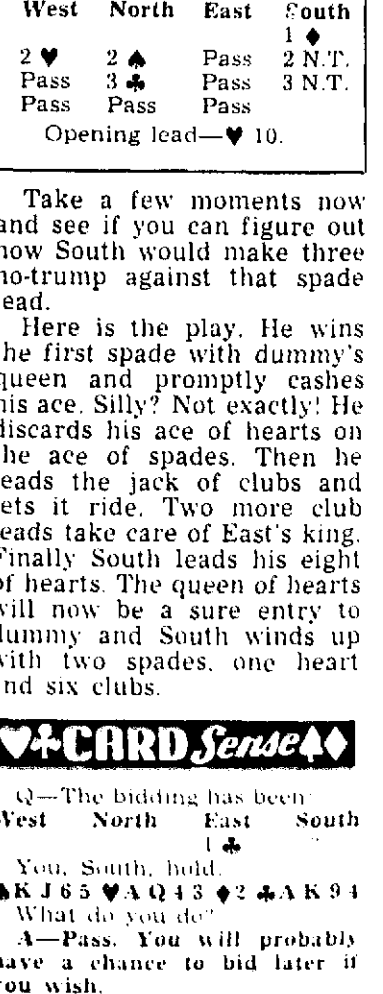 West North East South
1 ♦
2 ♥ 2 ♠ Pass 2 N.T.
Pass 3 ♣ Pass 3 N.T.
Pass Pass Pass
Opening lead—♥ 10.
Take a few moments now
and see if you can figure out
how South would make three
no-trump against that spade
lead.
Here is the play. He wins
the first spade with dummy's
queen and promptly cashes
his ace. Silly? Not exactly! He
discards his ace of hearts on
the ace of spades. Then he
leads the jack of clubs and
lets it ride. Two more club
leads take care of East's king.
Finally South leads his eight
of hearts. The queen of hearts
will now be a sure entry to
dummy and South winds up
with two spades, one heart
and six clubs.
♥♣CARD Sense♠♦
Q—The bidding has been
West North East South
1 ♣
You, South, hold.
♠K J 6 5 ♥A Q 4 3 ♦2 ♣A K 9 4
What do you do?
A—Pass. You will probably
have a chance to bid later if
you wish.